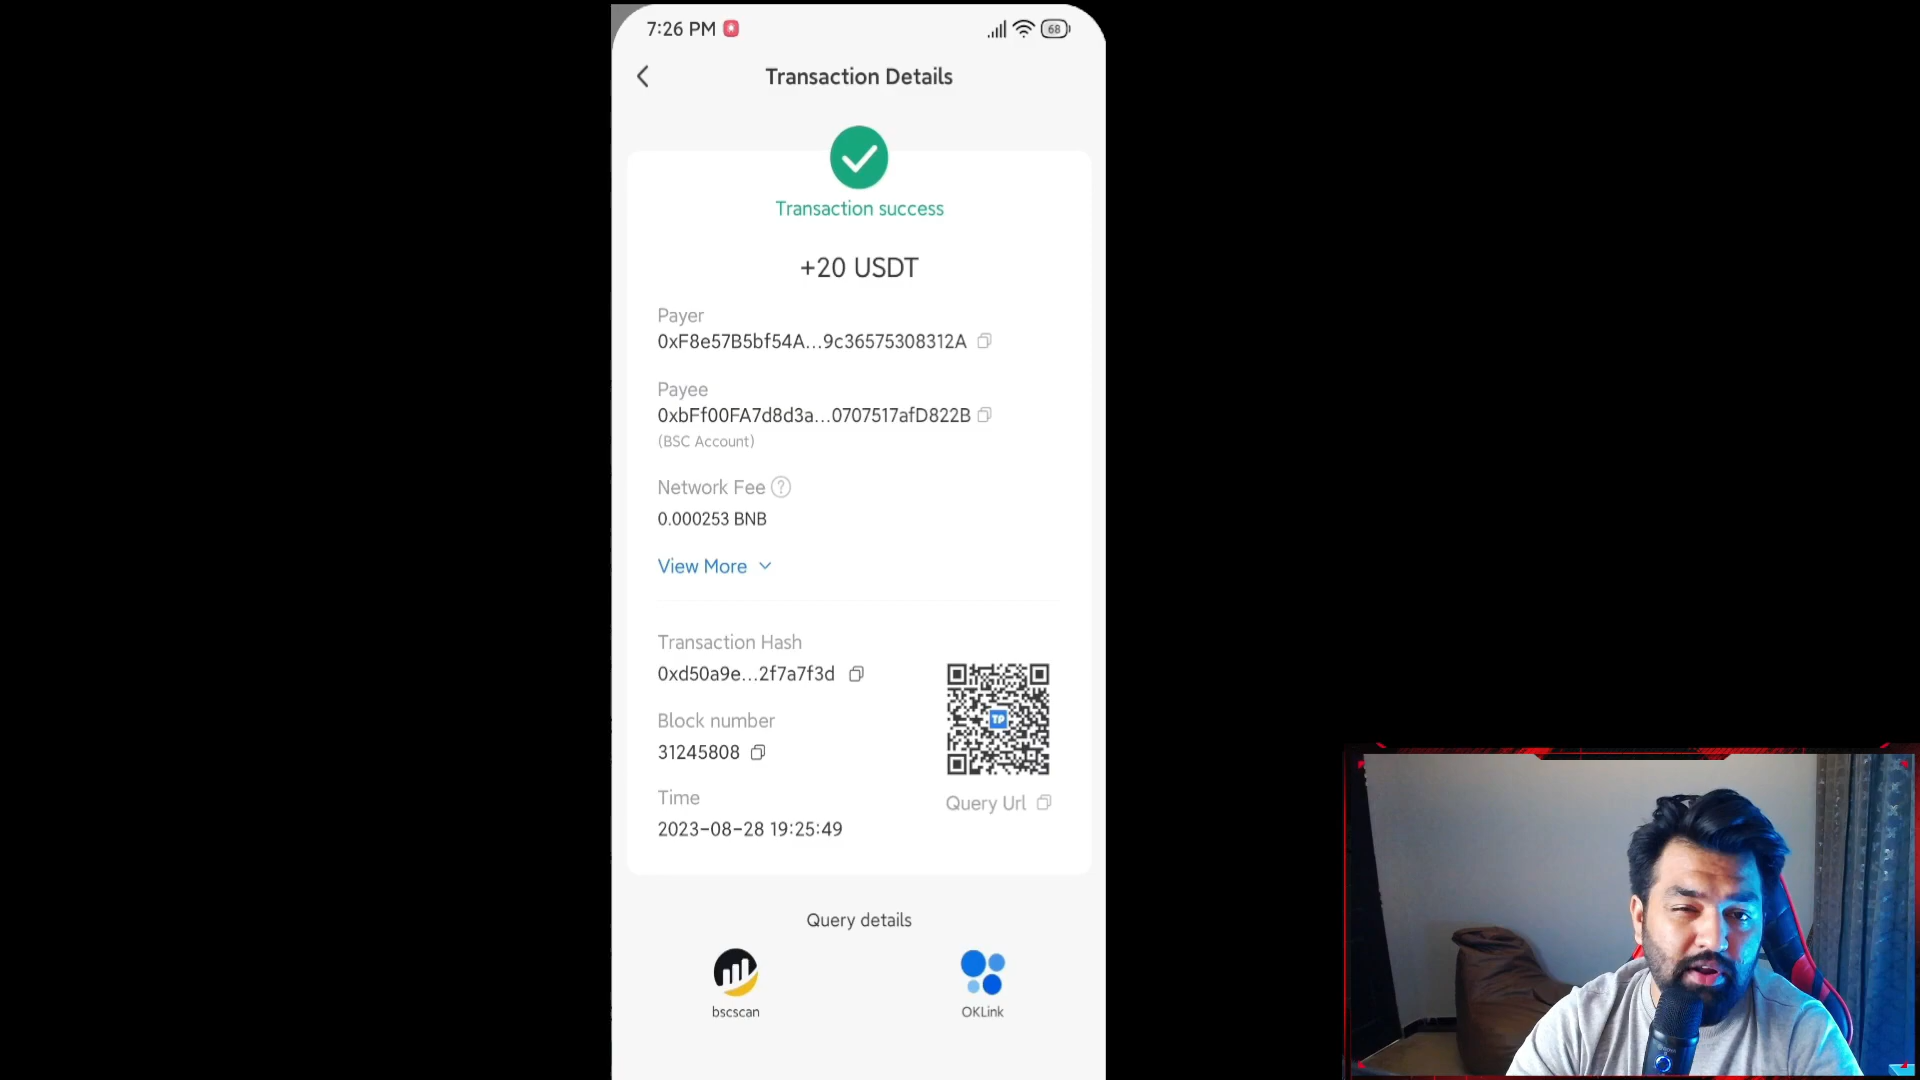 7:26 PM
68
Transaction Details
Transaction success
+20 USDT
Payer
0xF8e57B5bf54A...9c36575308312A
Payee
0xbFf00FA7d8d3a...0707517afD822B
(BSC Account)
Network Fee ?
0.000253 BNB
View More
Transaction Hash
0xd50a9e...2f7a7f3d
Block number
31245808
TP
Time
Query Url
2023-08-28 19:25:49
Query details
bscscan
OKLink